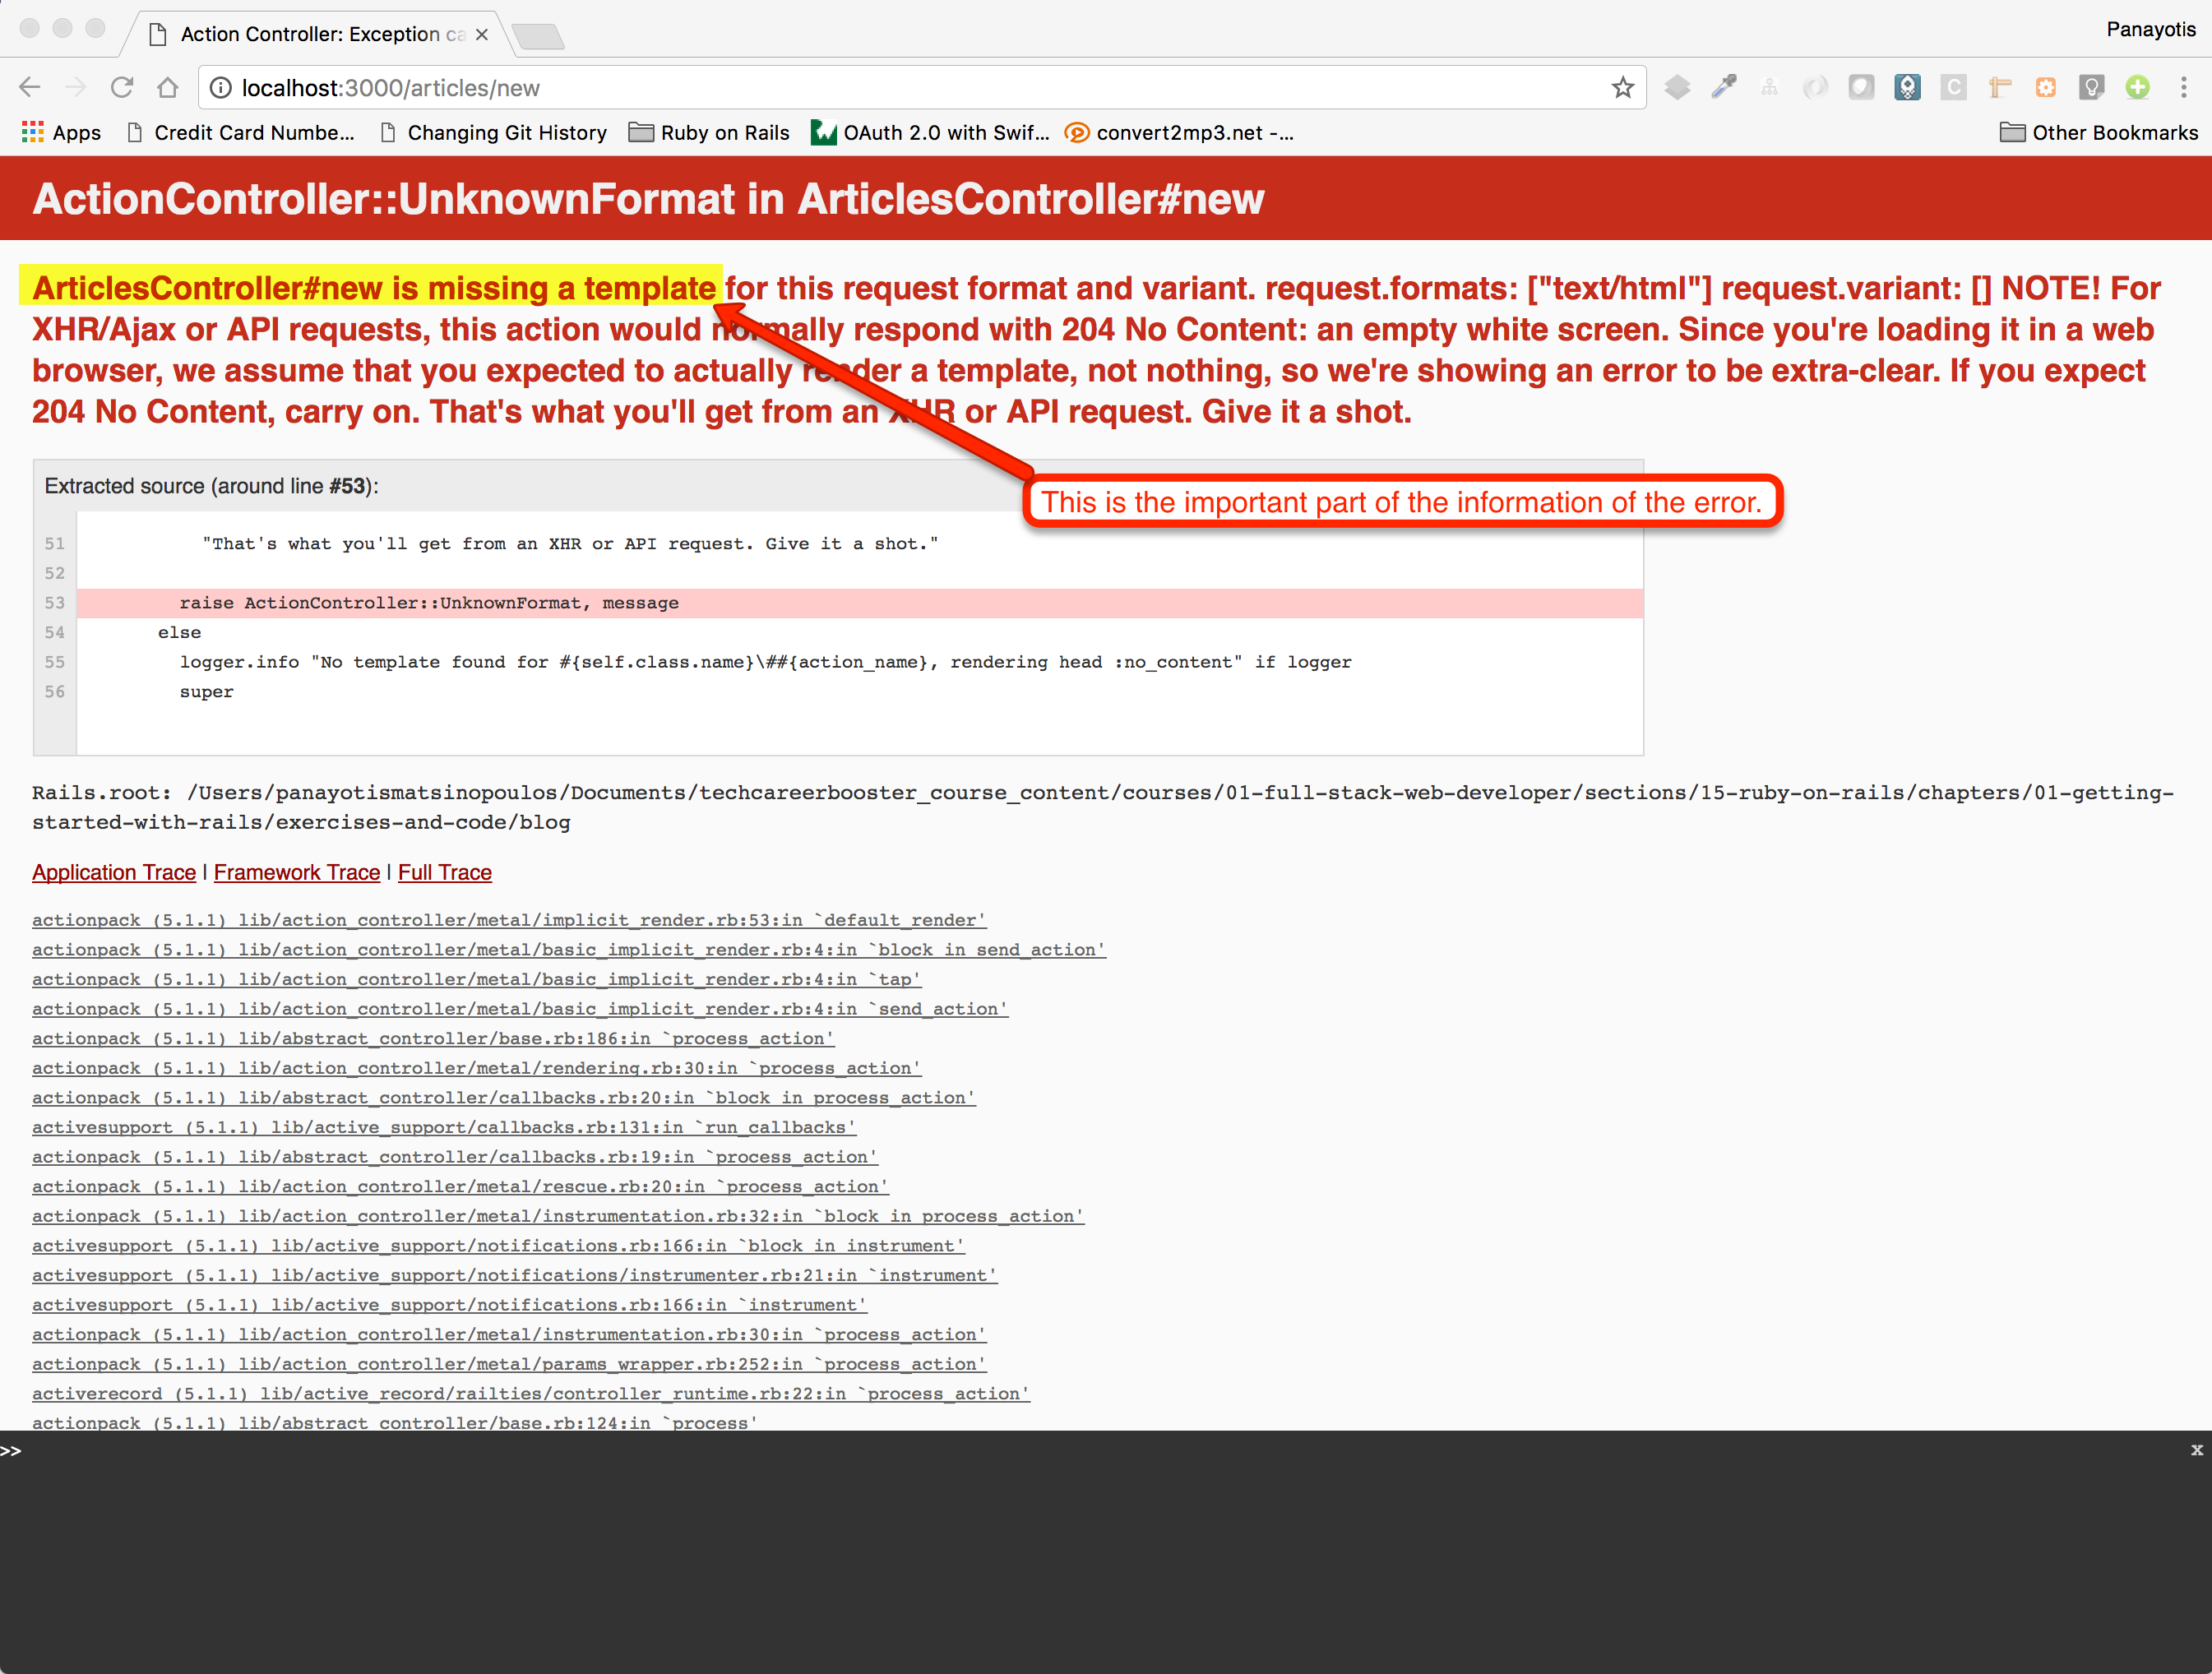 Action Controller: Exception ca
Panayotis
localhost:3000/articles/new
Apps Credit Card Numbe... Changing Git History Ruby on Rails OAuth 2.0 with Swif... convert2mp3.net -... Other Bookmarks
ActionController::UnknownFormat in ArticlesController#new
ArticlesController#new is missing a template for this request format and variant. request.formats: ["text/html"] request.variant: [] NOTE! For
XHR/Ajax or API requests, this action would normally respond with 204 No Content: an empty white screen. Since you're loading it in a web
browser, we assume that you expected to actually render a template, not nothing, so we're showing an error to be extra-clear. If you expect
204 No Content, carry on. That's what you'll get from an XHR or API request. Give it a shot.
Extracted source (around line #53):
This is the important part of the information of the error.
51 "That's what you'll get from an XHR or API request. Give it a shot."
52
53 raise ActionController::UnknownFormat, message
54 else
55 logger.info "No template found for #{self.class.name}\##{action_name}, rendering head :no_content" if logger
56 super
Rails.root: /Users/panayotismatsinopoulos/Documents/techcareerbooster_course_content/courses/01-full-stack-web-developer/sections/15-ruby-on-rails/chapters/01-getting-
started-with-rails/exercises-and-code/blog
Application Trace | Framework Trace | Full Trace
actionpack (5.1.1) lib/action_controller/metal/implicit_render.rb:53:in `default_render'
actionpack (5.1.1) lib/action_controller/metal/basic_implicit_render.rb:4:in `block in send_action'
actionpack (5.1.1) lib/action_controller/metal/basic_implicit_render.rb:4:in `tap'
actionpack (5.1.1) lib/action_controller/metal/basic_implicit_render.rb:4:in `send_action'
actionpack (5.1.1) lib/abstract_controller/base.rb:186:in `process_action'
actionpack (5.1.1) lib/action_controller/metal/rendering.rb:30:in `process_action'
actionpack (5.1.1) lib/abstract_controller/callbacks.rb:20:in `block in process_action'
activesupport (5.1.1) lib/active_support/callbacks.rb:131:in `run_callbacks'
actionpack (5.1.1) lib/abstract_controller/callbacks.rb:19:in `process_action'
actionpack (5.1.1) lib/action_controller/metal/rescue.rb:20:in `process_action'
actionpack (5.1.1) lib/action_controller/metal/instrumentation.rb:32:in `block in process_action'
activesupport (5.1.1) lib/active_support/notifications.rb:166:in `block in instrument'
activesupport (5.1.1) lib/active_support/notifications/instrumenter.rb:21:in `instrument'
activesupport (5.1.1) lib/active_support/notifications.rb:166:in `instrument'
actionpack (5.1.1) lib/action_controller/metal/instrumentation.rb:30:in `process_action'
actionpack (5.1.1) lib/action_controller/metal/params_wrapper.rb:252:in `process_action'
activerecord (5.1.1) lib/active_record/railties/controller_runtime.rb:22:in `process_action'
actionpack (5.1.1) lib/abstract_controller/base.rb:124:in `process'
>> x